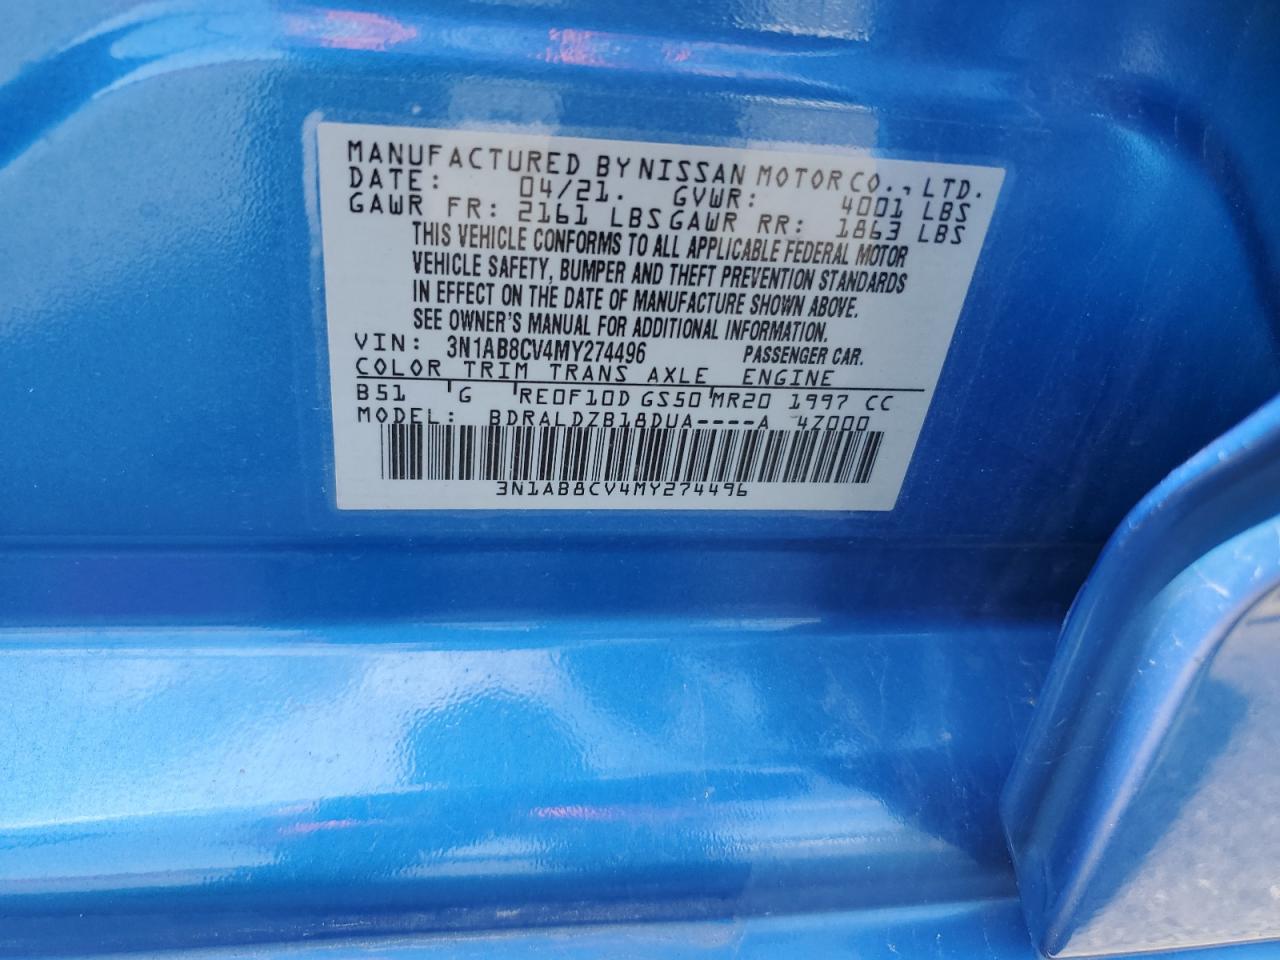 MANUFACTURED BY NISSAN MOTOR CO., LTD.
DATE: 04/21. GVWR: 4001 LBS
GAWR FR: 2161 LBS GAWR RR: 1863 LBS
THIS VEHICLE CONFORMS TO ALL APPLICABLE FEDERAL MOTOR
VEHICLE SAFETY, BUMPER AND THEFT PREVENTION STANDARDS
IN EFFECT ON THE DATE OF MANUFACTURE SHOWN ABOVE.
SEE OWNER'S MANUAL FOR ADDITIONAL INFORMATION.
VIN: 3N1AB8CV4MY274496 PASSENGER CAR.
COLOR TRIM TRANS AXLE ENGINE
B51 G RE0F10D GS50 MR20 1997 CC
MODEL: BDRALDZB18DUA----A 4Z000
3N1AB8CV4MY274496